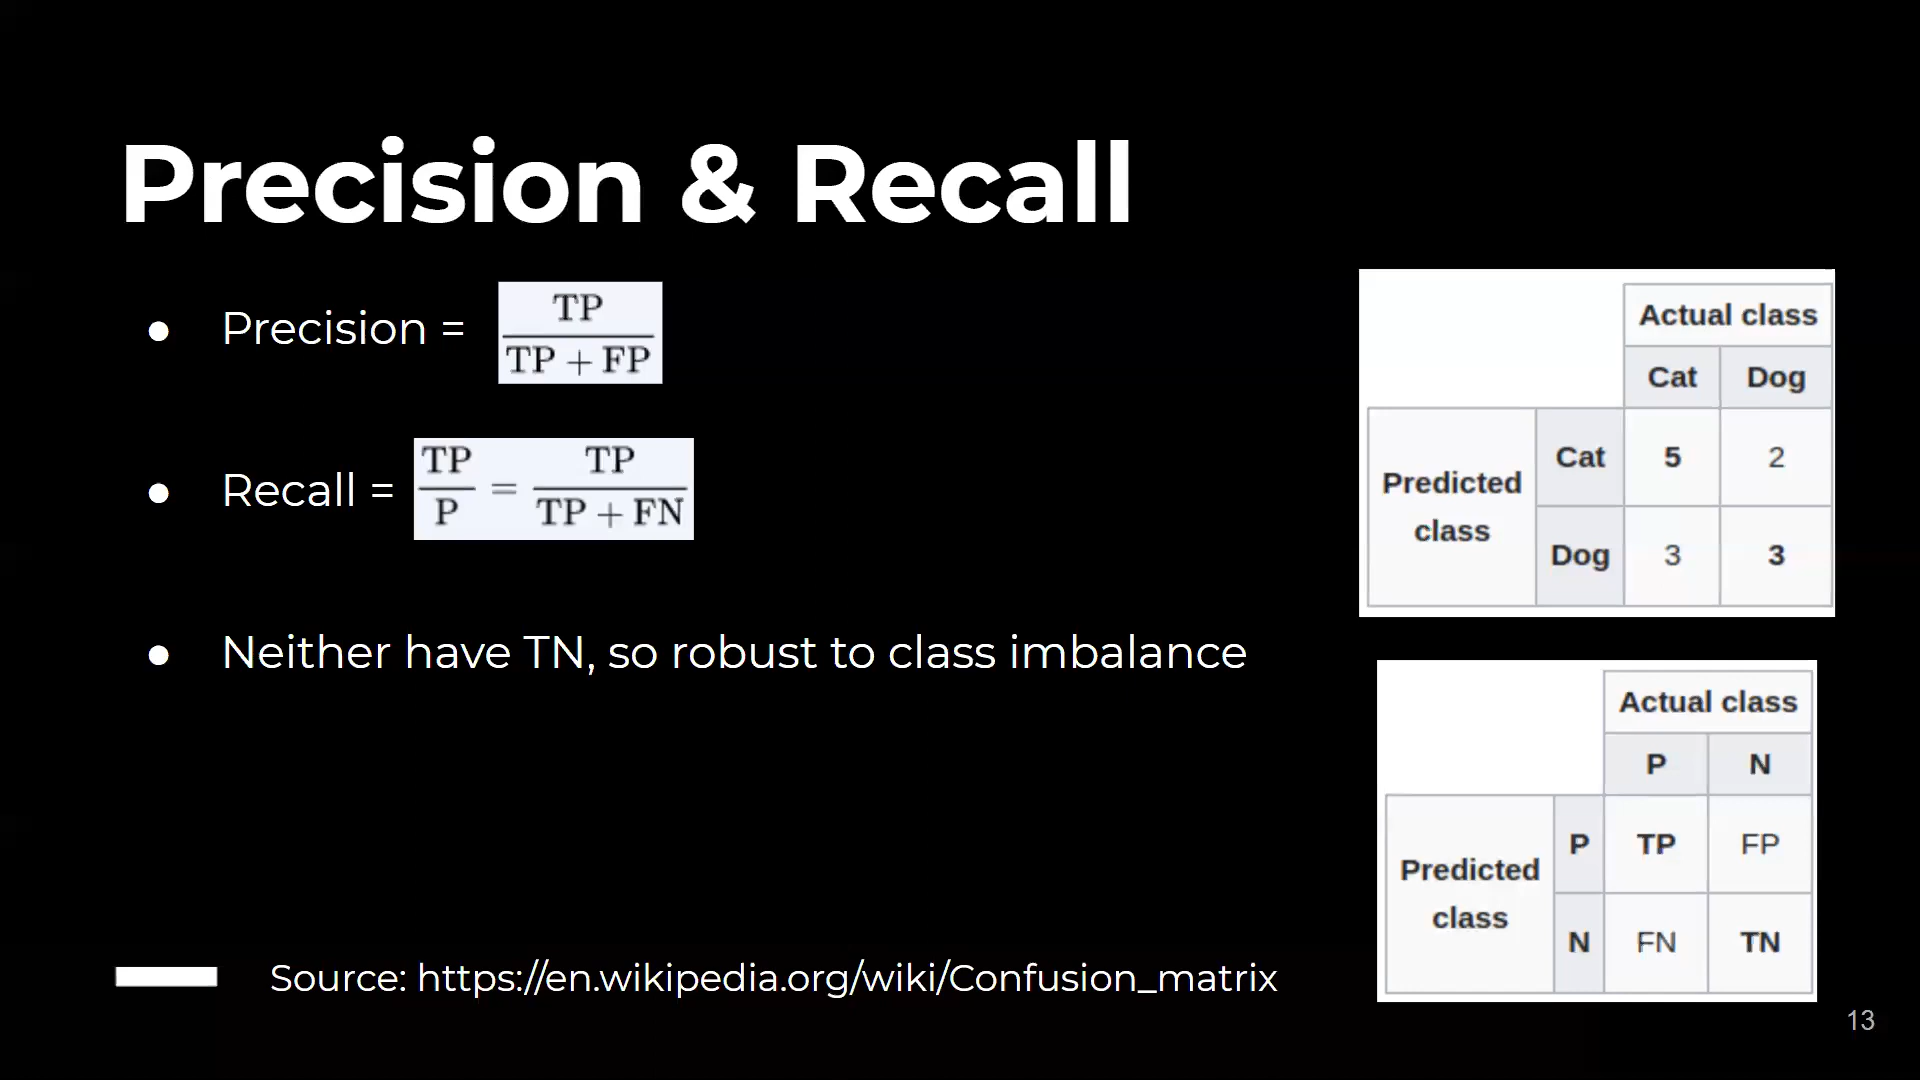 Precision & Recall
● Precision = TP / TP + FP
● Recall = TP / P = TP / TP + FN
● Neither have TN, so robust to class imbalance
Actual class
Cat Dog
Predicted class
Cat 5 2
Dog 3 3
Actual class
P N
Predicted class
P TP FP
N FN TN
Source: https://en.wikipedia.org/wiki/Confusion_matrix
13